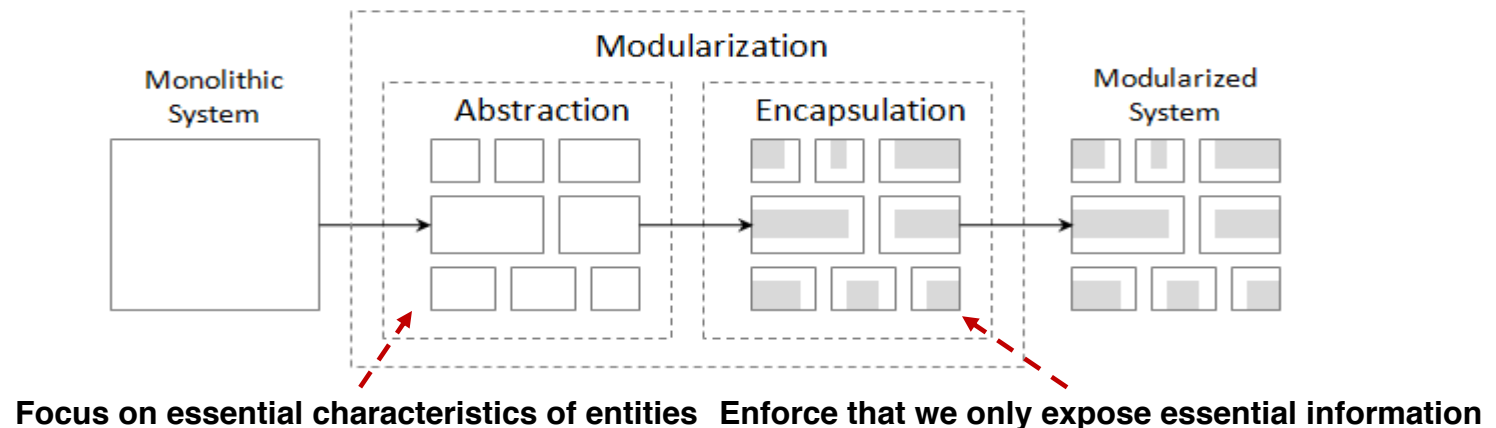 Modularization
Monolithic
System
Abstraction
Encapsulation
Modularized
System
Focus on essential characteristics of entities
Enforce that we only expose essential information